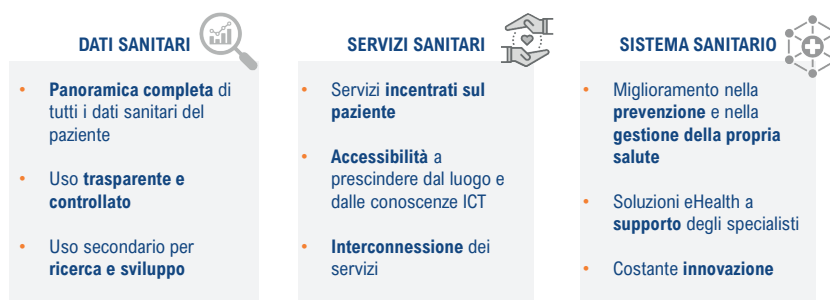 DATI SANITARI
• Panoramica completa di
tutti i dati sanitari del
paziente
• Uso trasparente e
controllato
• Uso secondario per
ricerca e sviluppo
SERVIZI SANITARI
• Servizi incentrati sul
paziente
• Accessibilità a
prescindere dal luogo e
dalle conoscenze ICT
• Interconnessione dei
servizi
SISTEMA SANITARIO
• Miglioramento nella
prevenzione e nella
gestione della propria
salute
• Soluzioni eHealth a
supporto degli specialisti
• Costante innovazione